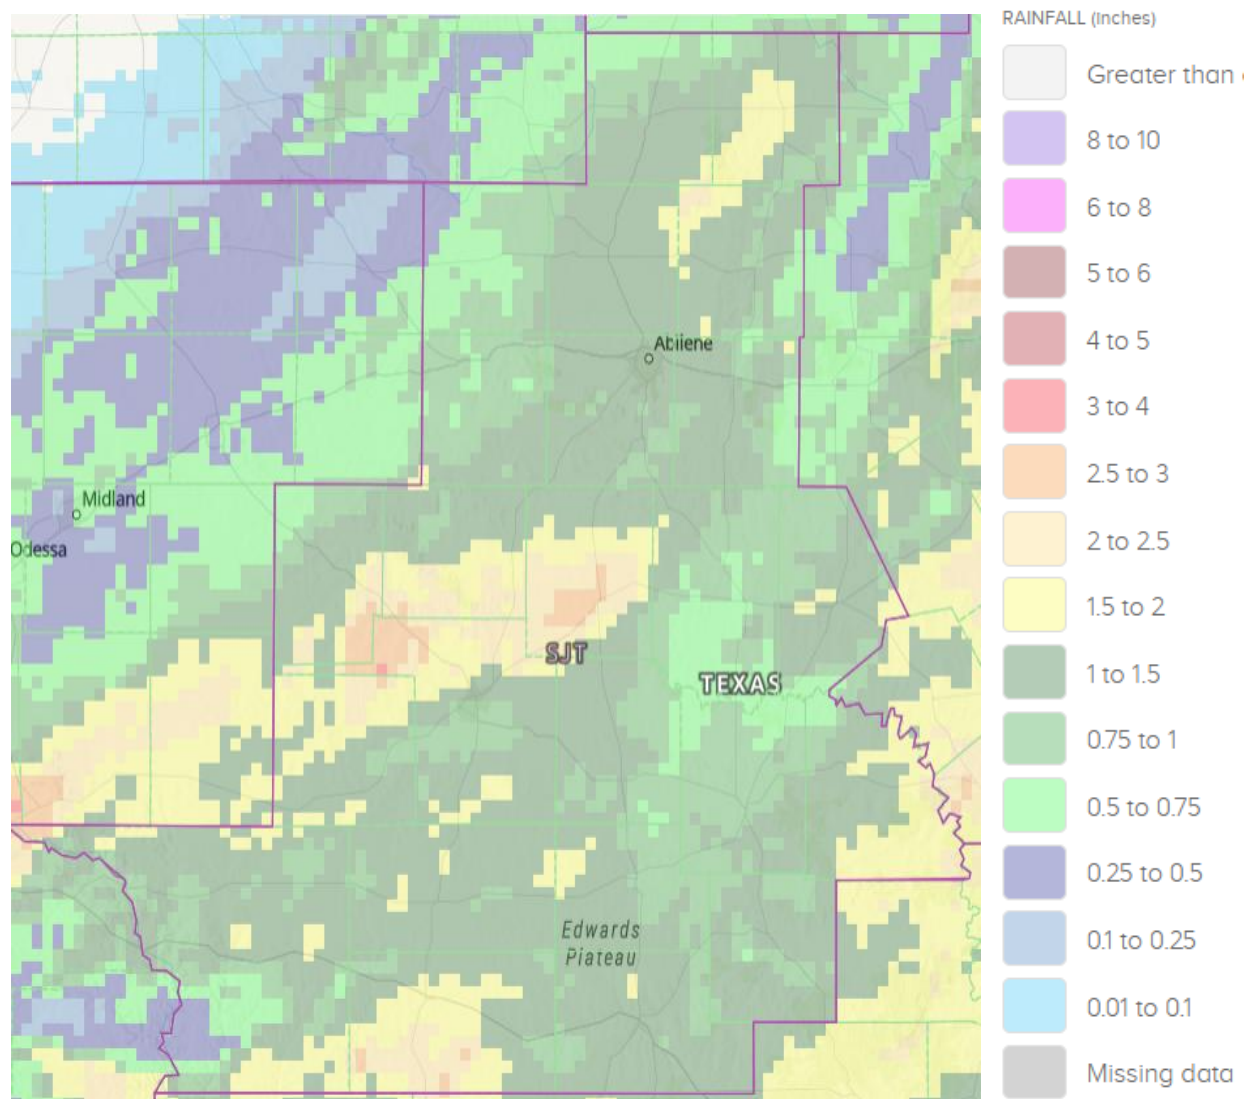 RAINFALL (Inches)
Greater than
8 to 10
6 to 8
5 to 6
4 to 5
3 to 4
2.5 to 3
2 to 2.5
1.5 to 2
1 to 1.5
0.75 to 1
0.5 to 0.75
0.25 to 0.5
0.1 to 0.25
0.01 to 0.1
Missing data
Abilene
Midland
Odessa
SJT
TEXAS
Edwards
Plateau